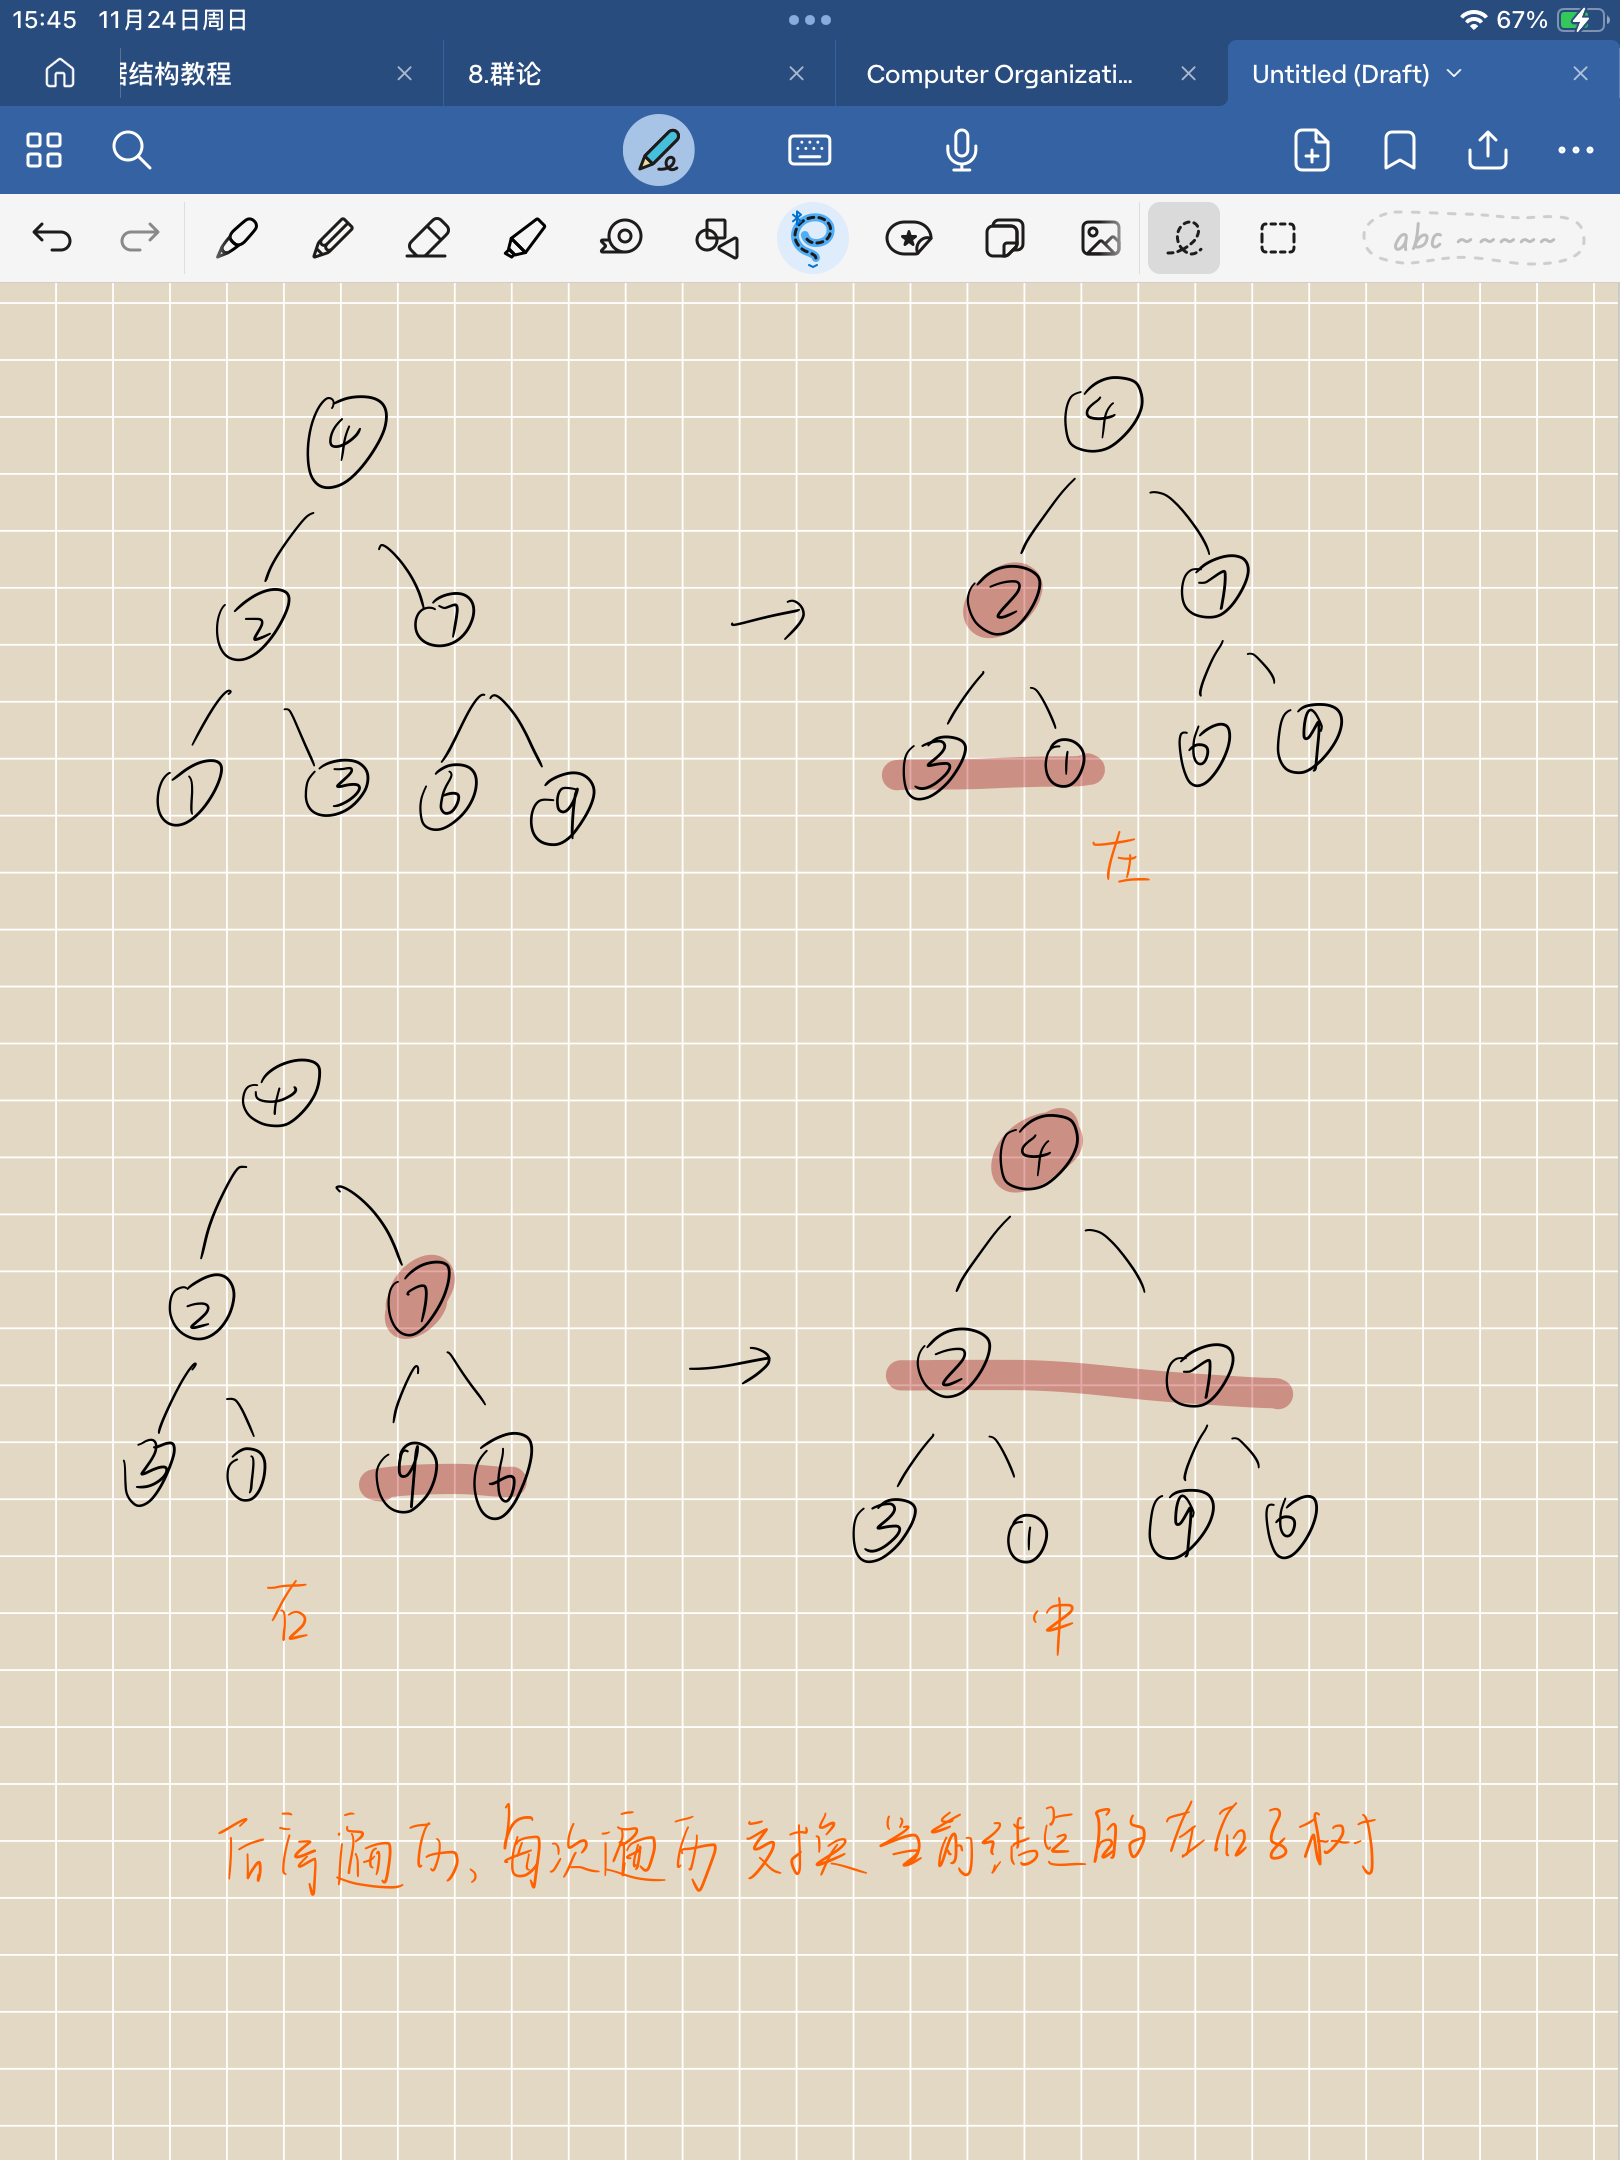 15:45 11月24日周日 67%
据结构教程 8.群论 Computer Organizati... Untitled (Draft)
abc ~~~~~
4 4
2 7 2 7
1 3 6 9 3 1 6 9
左
4 4
2 7 2 7
3 1 9 6 3 1 9 6
右 中
后序遍历、每次遍历交换当前结点的左右子树